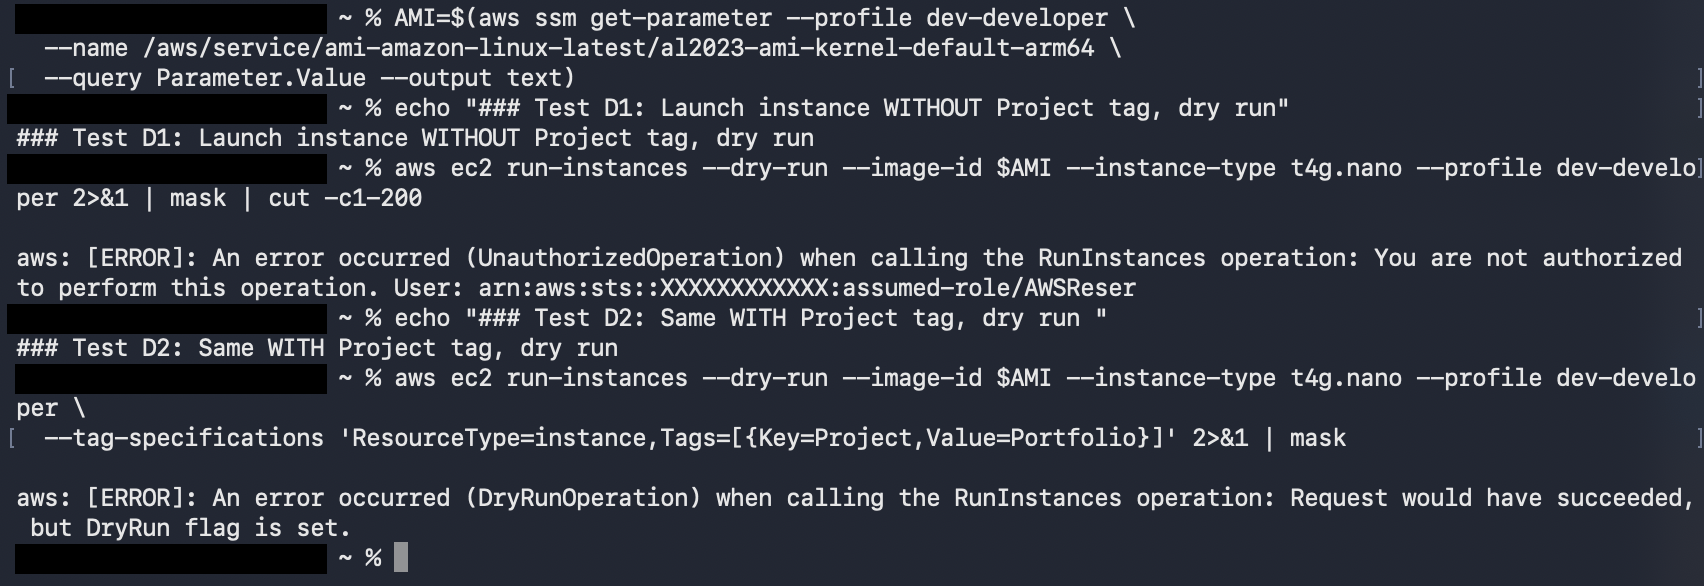 ~ % AMI=$(aws ssm get-parameter --profile dev-developer \
--name /aws/service/ami-amazon-linux-latest/al2023-ami-kernel-default-arm64 \
[ --query Parameter.Value --output text) ]
~ % echo "### Test D1: Launch instance WITHOUT Project tag, dry run" ]
### Test D1: Launch instance WITHOUT Project tag, dry run
~ % aws ec2 run-instances --dry-run --image-id $AMI --instance-type t4g.nano --profile dev-develo]
per 2>&1 | mask | cut -c1-200
aws: [ERROR]: An error occurred (UnauthorizedOperation) when calling the RunInstances operation: You are not authorized
to perform this operation. User: arn:aws:sts::XXXXXXXXXXXX:assumed-role/AWSReser
~ % echo "### Test D2: Same WITH Project tag, dry run " ]
### Test D2: Same WITH Project tag, dry run
~ % aws ec2 run-instances --dry-run --image-id $AMI --instance-type t4g.nano --profile dev-develo
per \
[ --tag-specifications 'ResourceType=instance,Tags=[{Key=Project,Value=Portfolio}]' 2>&1 | mask ]
aws: [ERROR]: An error occurred (DryRunOperation) when calling the RunInstances operation: Request would have succeeded,
but DryRun flag is set.
~ %